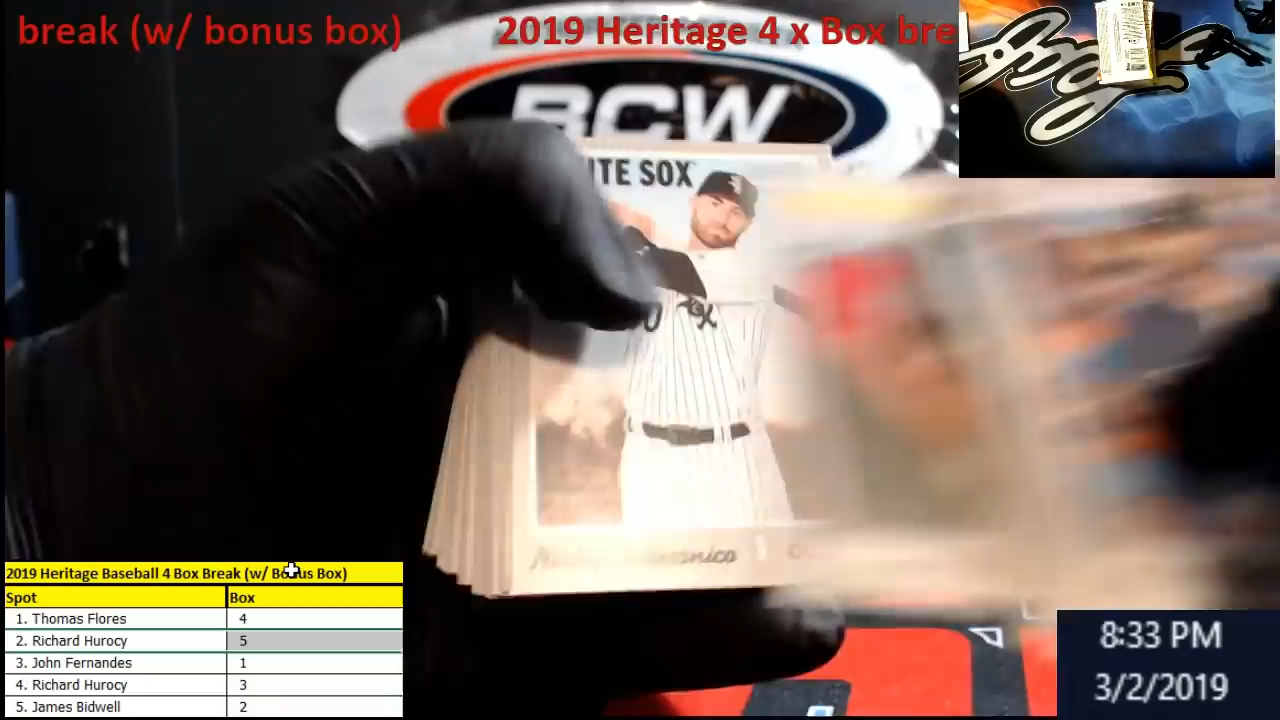 break (w/ bonus box) 2019 Heritage 4 x Box bre
BCW
ITE SOX
2019 Heritage Baseball 4 Box Break (w/ Bonus Box)
Spot Box
1. Thomas Flores 4
2. Richard Hurocy 5
3. John Fernandes 1
4. Richard Hurocy 3
5. James Bidwell 2
8:33 PM
3/2/2019